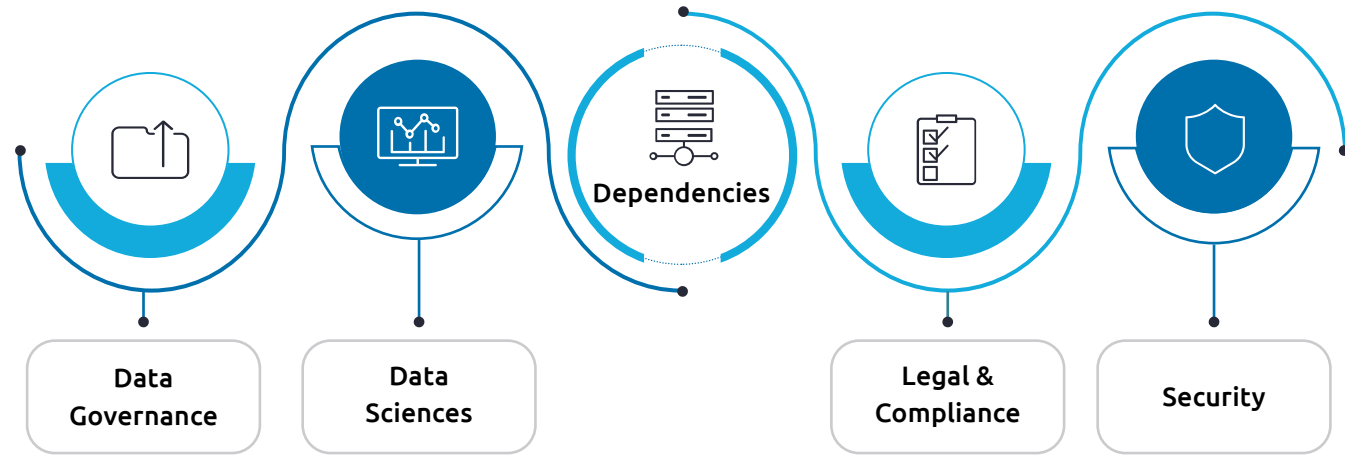 Dependencies
Data
Governance
Data
Sciences
Legal &
Compliance
Security